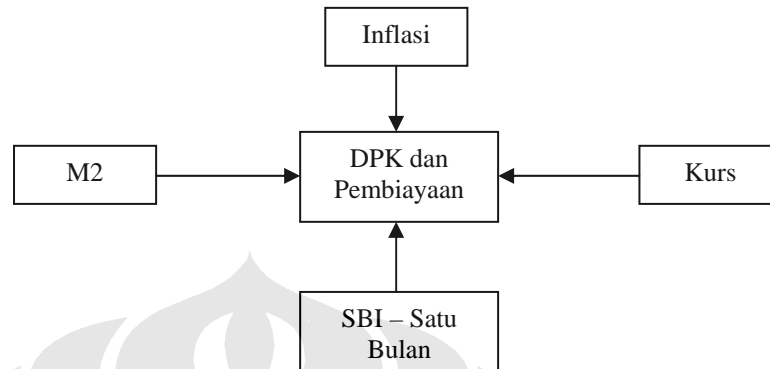 Inflasi
M2
DPK dan
Pembiayaan
Kurs
SBI – Satu
Bulan